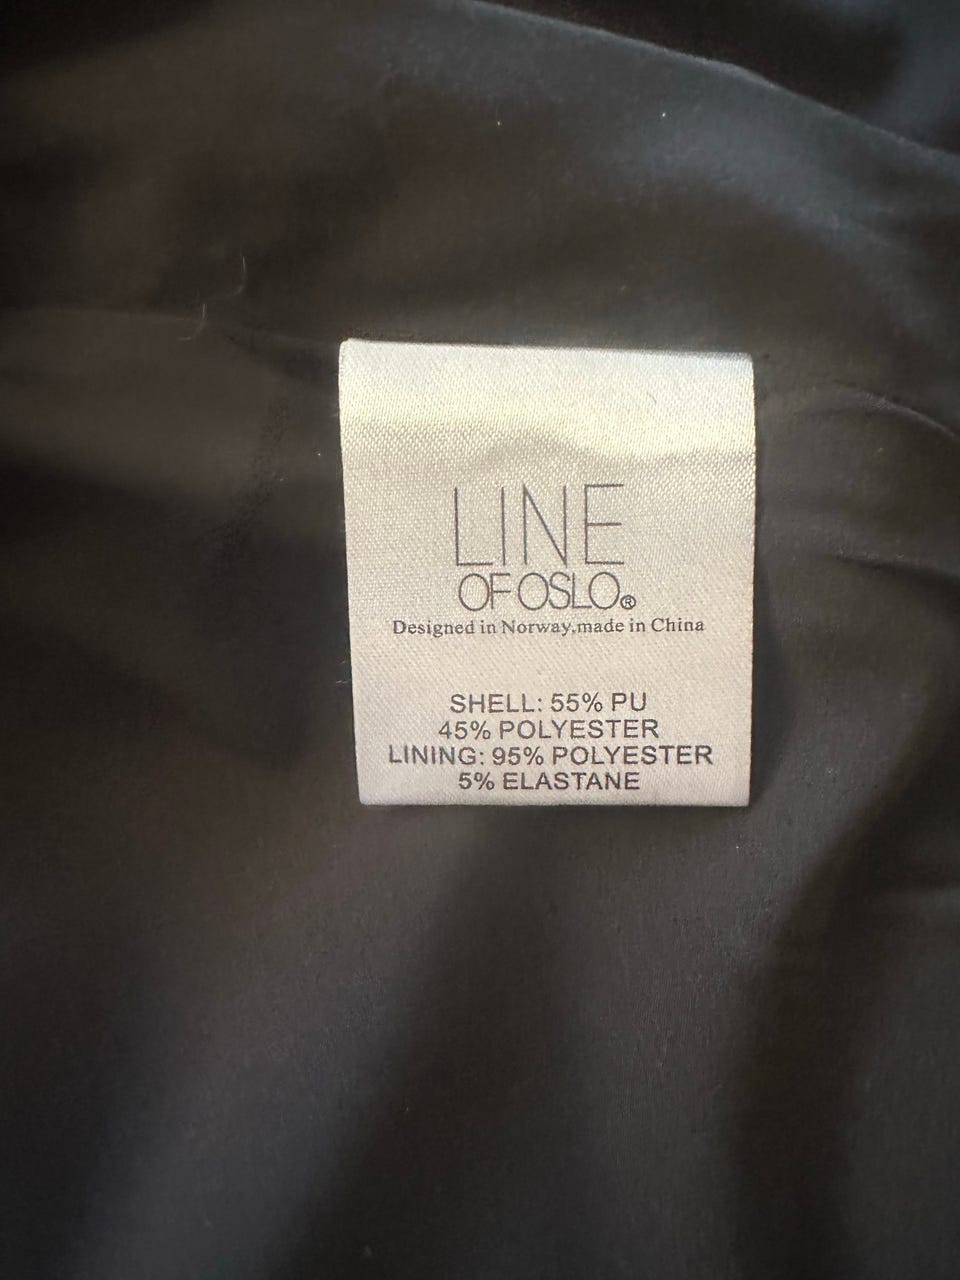 LINE
OF OSLO®
Designed in Norway,made in China
SHELL: 55% PU
45% POLYESTER
LINING: 95% POLYESTER
5% ELASTANE